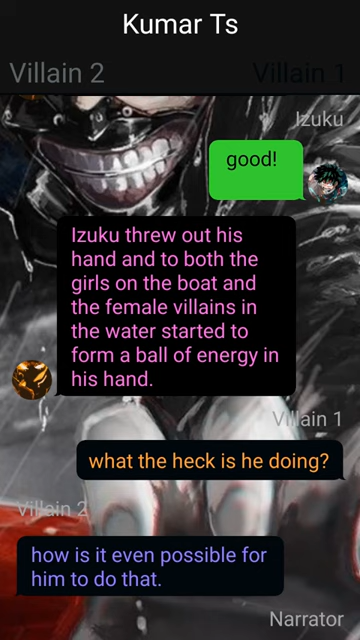 Kumar Ts
Villain 2
Villain 1
Izuku
good!
Izuku threw out his
hand and to both the
girls on the boat and
the female villains in
the water started to
form a ball of energy in
his hand.
Villain 1
what the heck is he doing?
Villain 2
how is it even possible for
him to do that.
Narrator